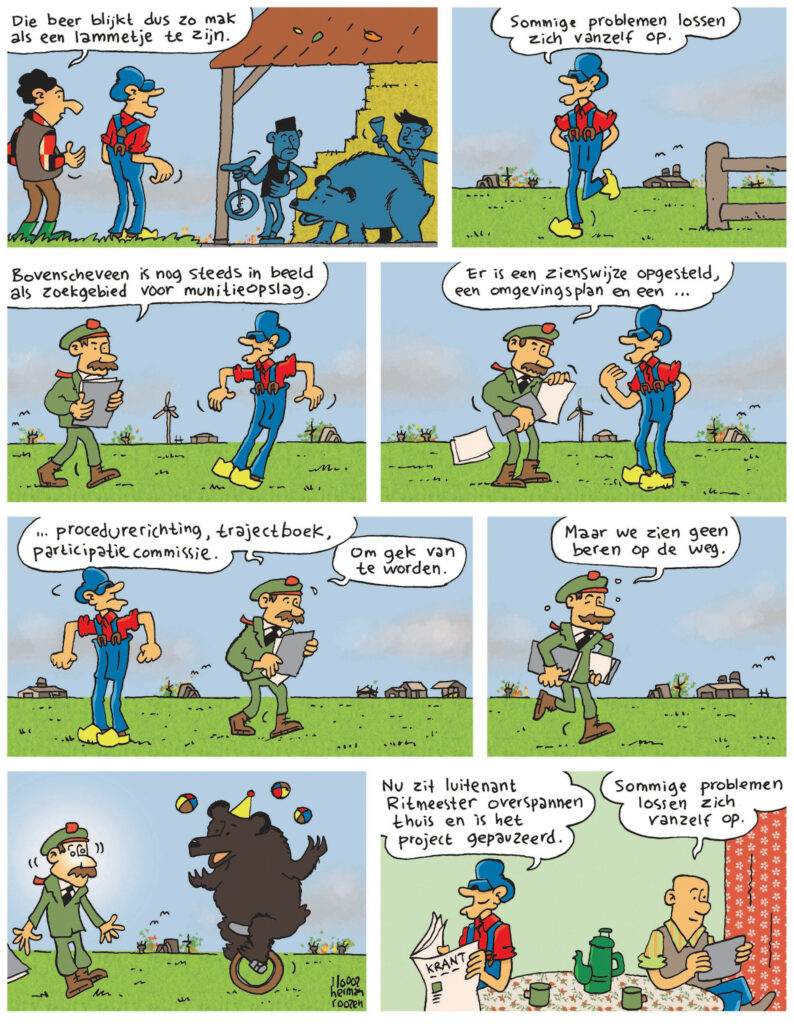 Die beer blijkt dus zo mak
als een lammetje te zijn.
Sommige problemen lossen
zich vanzelf op.
Bovenscheveen is nog steeds in beeld
als zoekgebied voor munitieopslag.
Er is een zienswijze opgesteld,
een omgevingsplan en een ...
... procedurerichting, trajectboek,
participatie commissie.
Om gek van
te worden.
Maar we zien geen
beren op de weg.
herman
roozen
Nu zit luitenant
Ritmeester overspannen
thuis en is het
project gepauzeerd.
Sommige problemen
lossen zich
vanzelf op.
KRANT